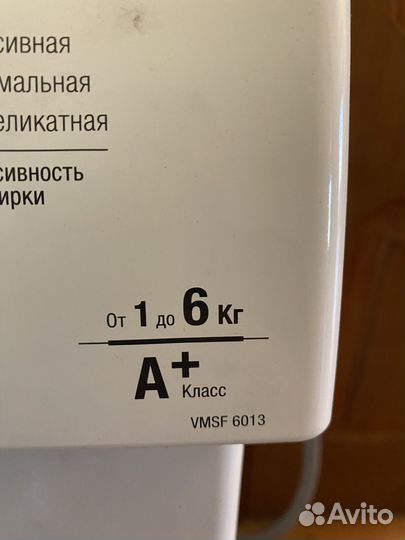 сивная
мальная
еликатная
сивность
ирки
От 1 до 6 Кг
A+ Класс
VMSF 6013
Avito